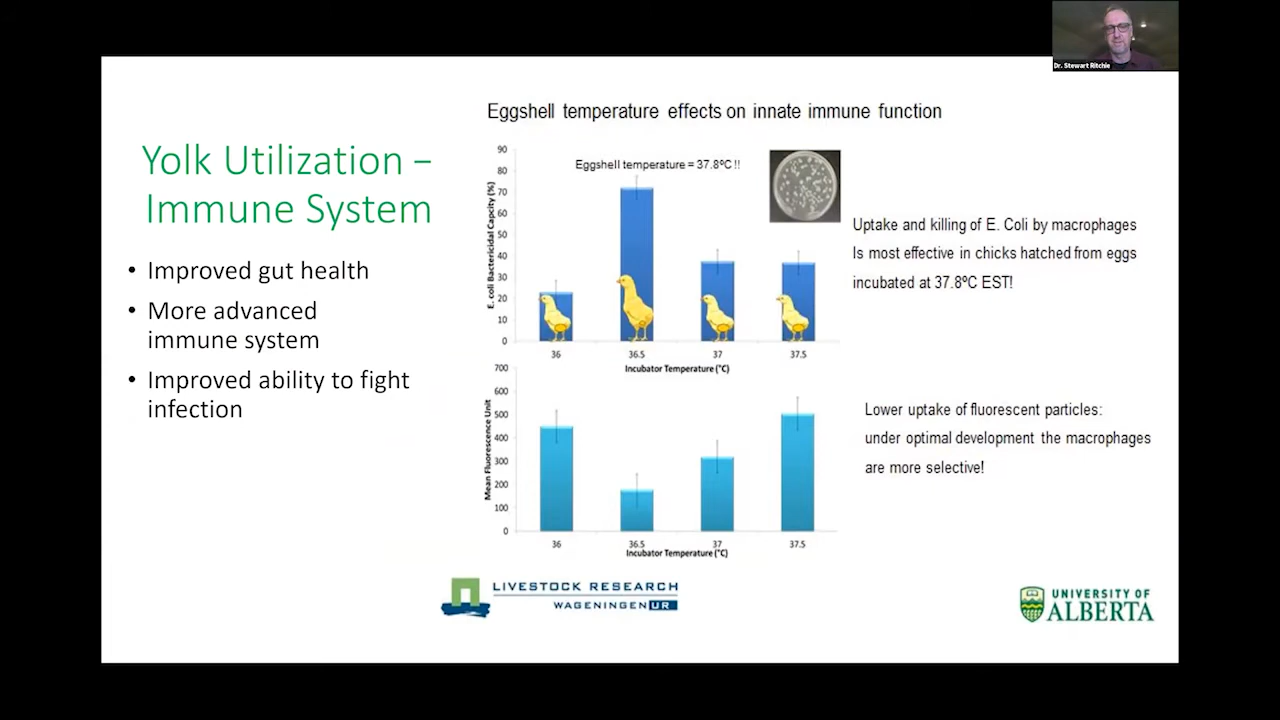 Dr. Stewart Ritchie
Yolk Utilization –
Immune System
• Improved gut health
• More advanced
immune system
• Improved ability to fight
infection
Eggshell temperature effects on innate immune function
Eggshell temperature = 37.8ºC !!
E. coli Bactericidal Capcity (%)
90
80
70
60
50
40
30
20
10
0
36 36.5 37 37.5
Incubator Temperature (°C)
Uptake and killing of E. Coli by macrophages
Is most effective in chicks hatched from eggs
incubated at 37.8ºC EST!
Mean Fluorescence Unit
700
600
500
400
300
200
100
0
36 36.5 37 37.5
Incubator Temperature (°C)
Lower uptake of fluorescent particles:
under optimal development the macrophages
are more selective!
LIVESTOCK RESEARCH
WAGENINGEN UR
UNIVERSITY OF
ALBERTA